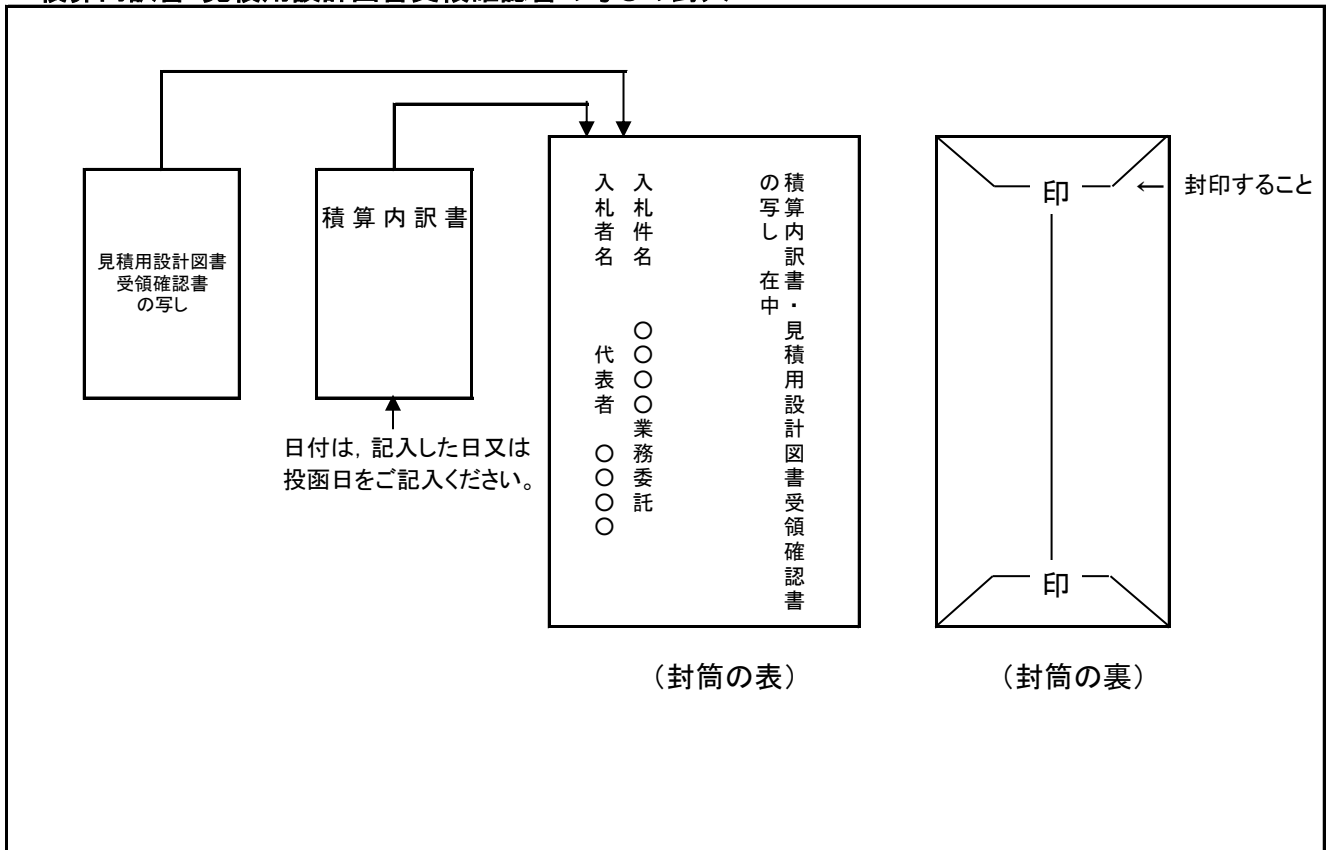 見積用設計図書
受領確認書
の写し
積算内訳書
日付は，記入した日又は
投函日をご記入ください。
積算内訳書・見積用設計図書受領確認書
の写し　在中
入札件名　　〇〇〇〇業務委託
入札者名　　　代表者　〇〇〇〇
（封筒の表）
印
← 封印すること
印
（封筒の裏）